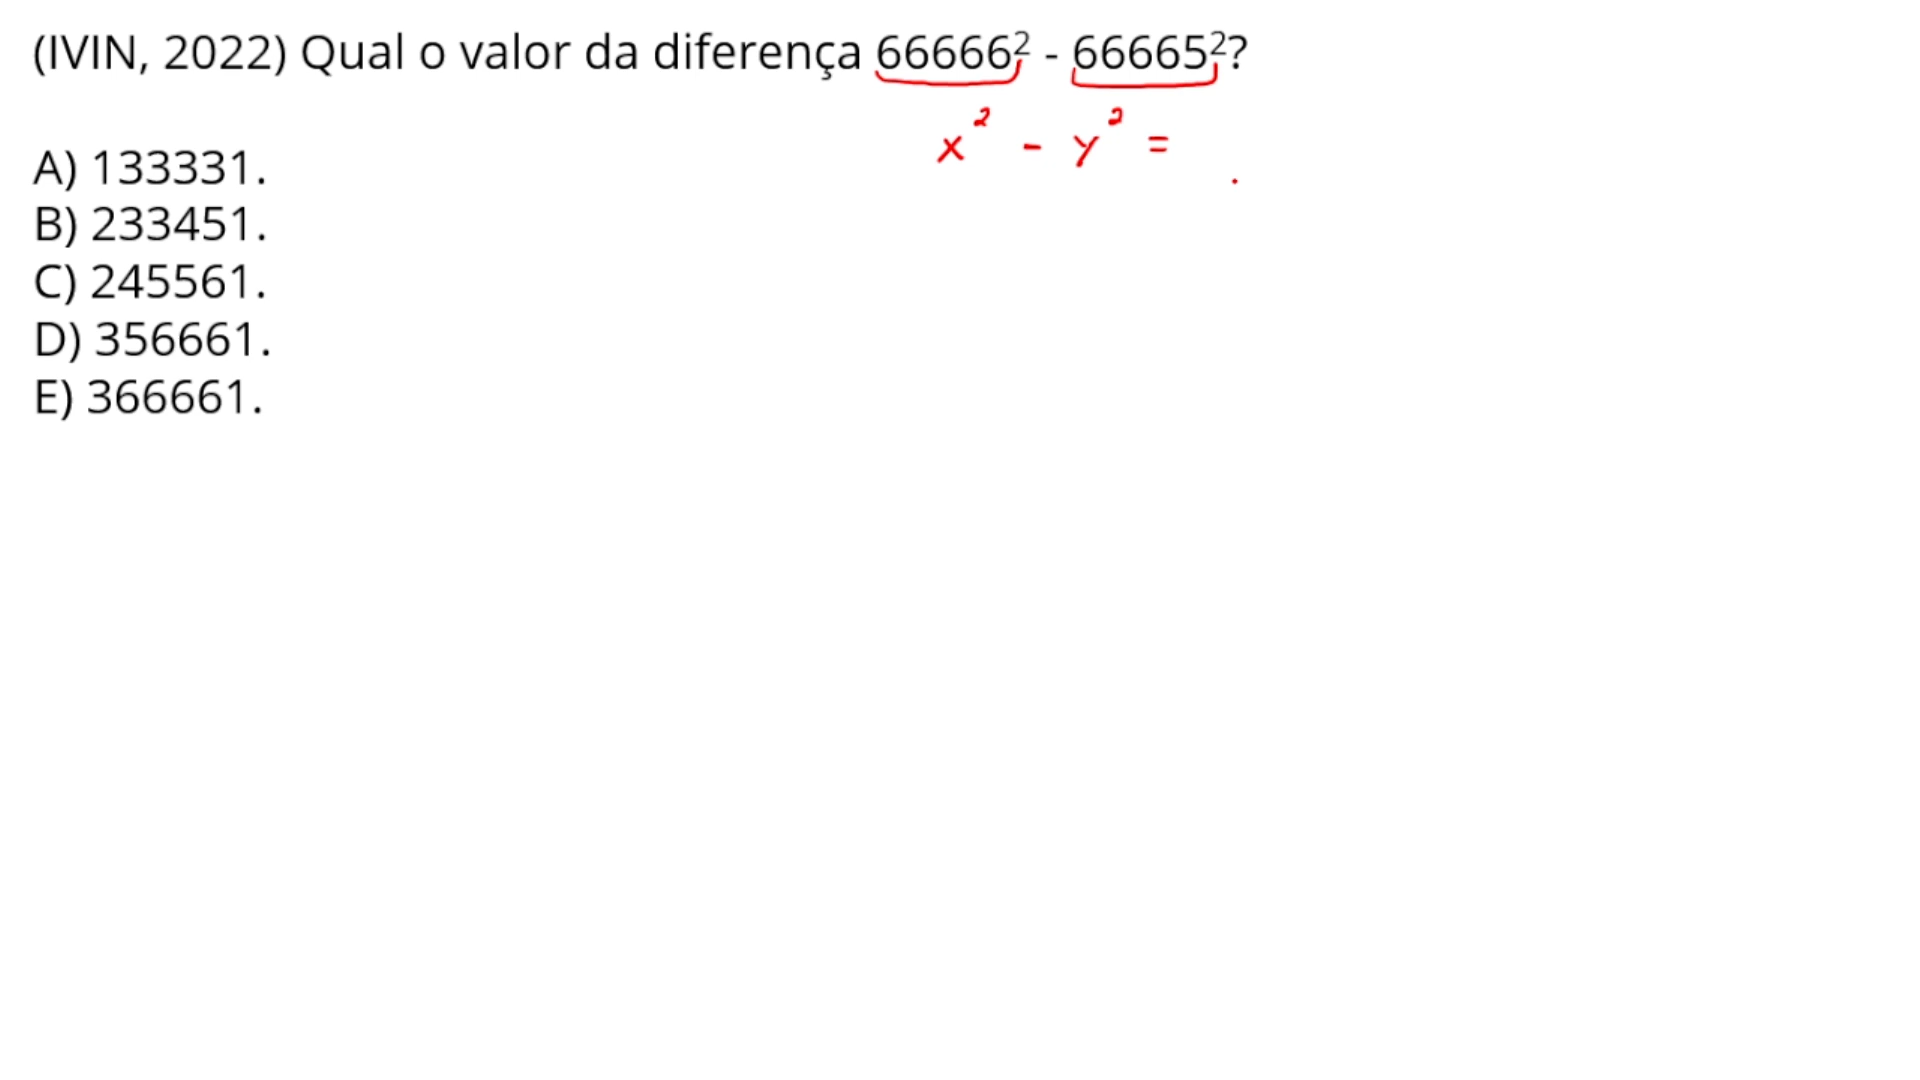 (IVIN, 2022) Qual o valor da diferença 66666² - 66665²?
x² - y² =
A) 133331.
B) 233451.
C) 245561.
D) 356661.
E) 366661.